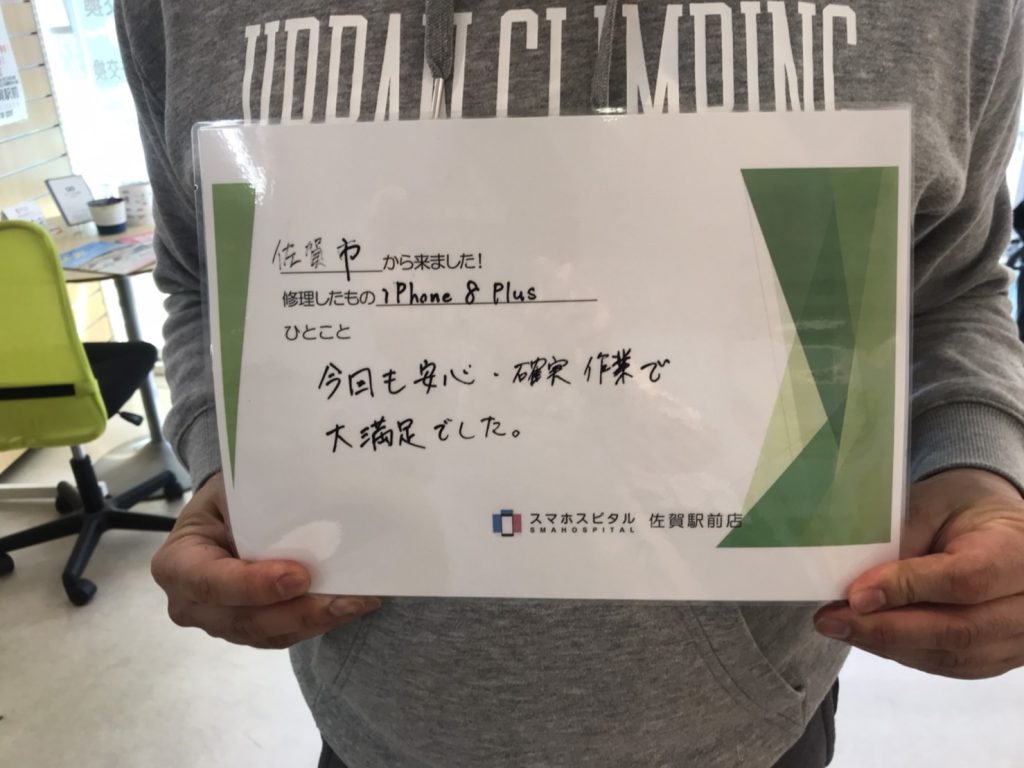 URBAN CLIMBING
佐賀市から来ました!
修理したもの iPhone 8 Plus
ひとこと
今回も安心・確実作業で
大満足でした。
スマホスピタル 佐賀駅前店
SMAHOSPITAL